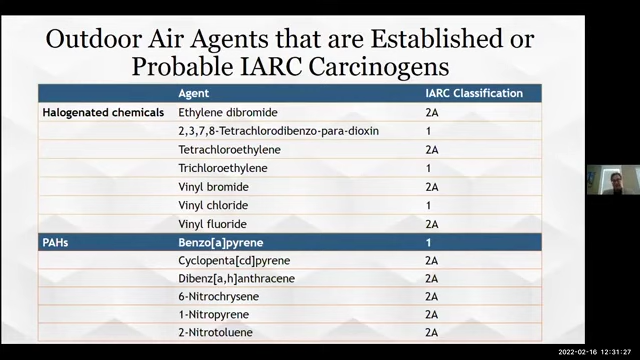 Outdoor Air Agents that are Established or
Probable IARC Carcinogens
Agent IARC Classification
Halogenated chemicals Ethylene dibromide 2A
2,3,7,8-Tetrachlorodibenzo-para-dioxin 1
Tetrachloroethylene 2A
Trichloroethylene 1
Vinyl bromide 2A
Vinyl chloride 1
Vinyl fluoride 2A
PAHs Benzo[a]pyrene 1
Cyclopenta[cd]pyrene 2A
Dibenz[a,h]anthracene 2A
6-Nitrochrysene 2A
1-Nitropyrene 2A
2-Nitrotoluene 2A
2022-02-16 12:31:27